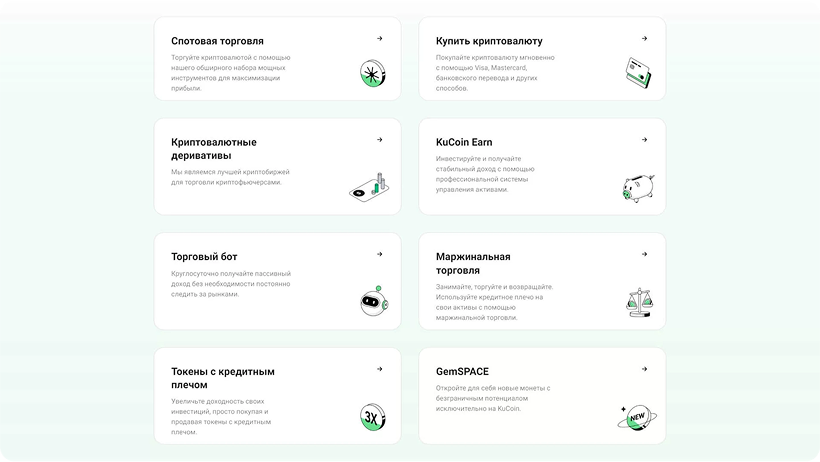 Спотовая торговля
Торгуйте криптовалютой с помощью
нашего обширного набора мощных
инструментов для максимизации
прибыли.
Купить криптовалюту
Покупайте криптовалюту мгновенно
с помощью Visa, Mastercard,
банковского перевода и других
способов.
Криптовалютные
деривативы
Мы являемся лучшей криптобиржей
для торговли криптофьючерсами.
KuCoin Earn
Инвестируйте и получайте
стабильный доход с помощью
профессиональной системы
управления активами.
Торговый бот
Круглосуточно получайте пассивный
доход без необходимости постоянно
следить за рынками.
Маржинальная
торговля
Занимайте, торгуйте и возвращайте.
Используйте кредитное плечо на
свои активы с помощью
маржинальной торговли.
Токены с кредитным
плечом
Увеличьте доходность своих
инвестиций, просто покупая и
продавая токены с кредитным
плечом.
3X
GemSPACE
Откройте для себя новые монеты с
безграничным потенциалом
исключительно на KuCoin.
NEW